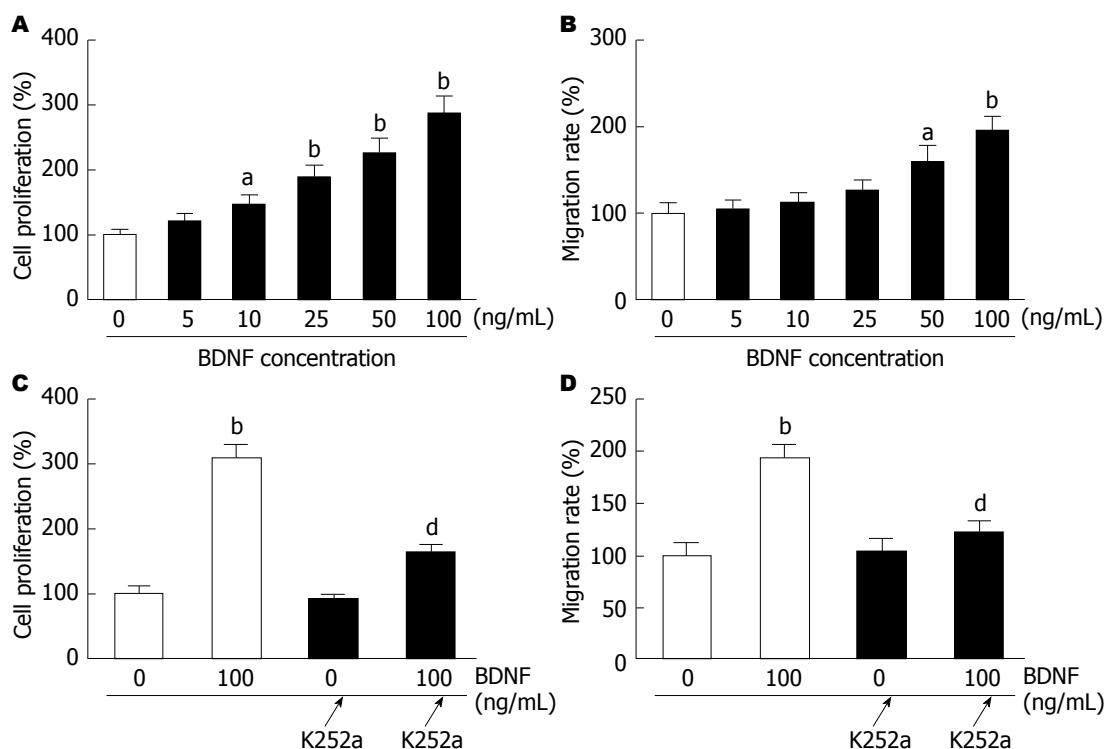 A
400
300
200
100
0
Cell proliferation (%)
a
b
b
b
0 5 10 25 50 100 (ng/mL)
BDNF concentration
B
300
200
100
0
Migration rate (%)
a
b
0 5 10 25 50 100 (ng/mL)
BDNF concentration
C
400
300
200
100
0
Cell proliferation (%)
b
d
0 100 0 100 BDNF
(ng/mL)
K252a K252a
D
250
200
150
100
50
0
Migration rate (%)
b
d
0 100 0 100 BDNF
(ng/mL)
K252a K252a